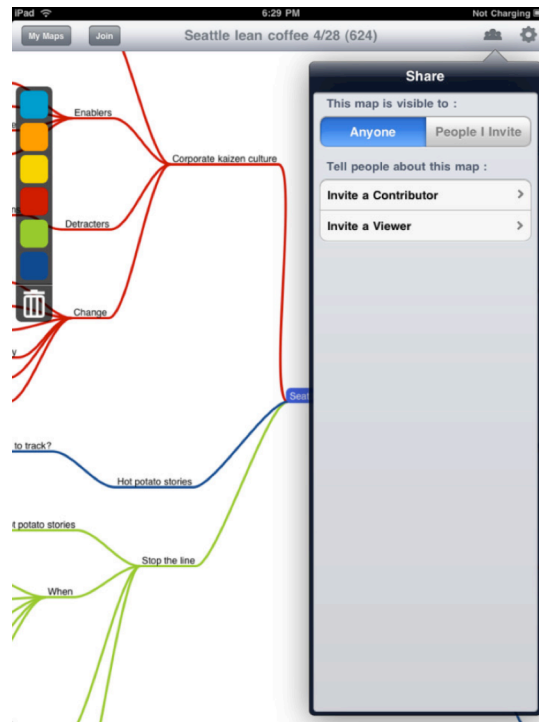 iPad 6:29 PM Not Charging
My Maps Join Seattle lean coffee 4/28 (624)
Share
This map is visible to :
Anyone People I Invite
Tell people about this map :
Invite a Contributor
Invite a Viewer
Enablers
Corporate kaizen culture
Detracters
Change
Seat
to track?
Hot potato stories
potato stories
Stop the line
When